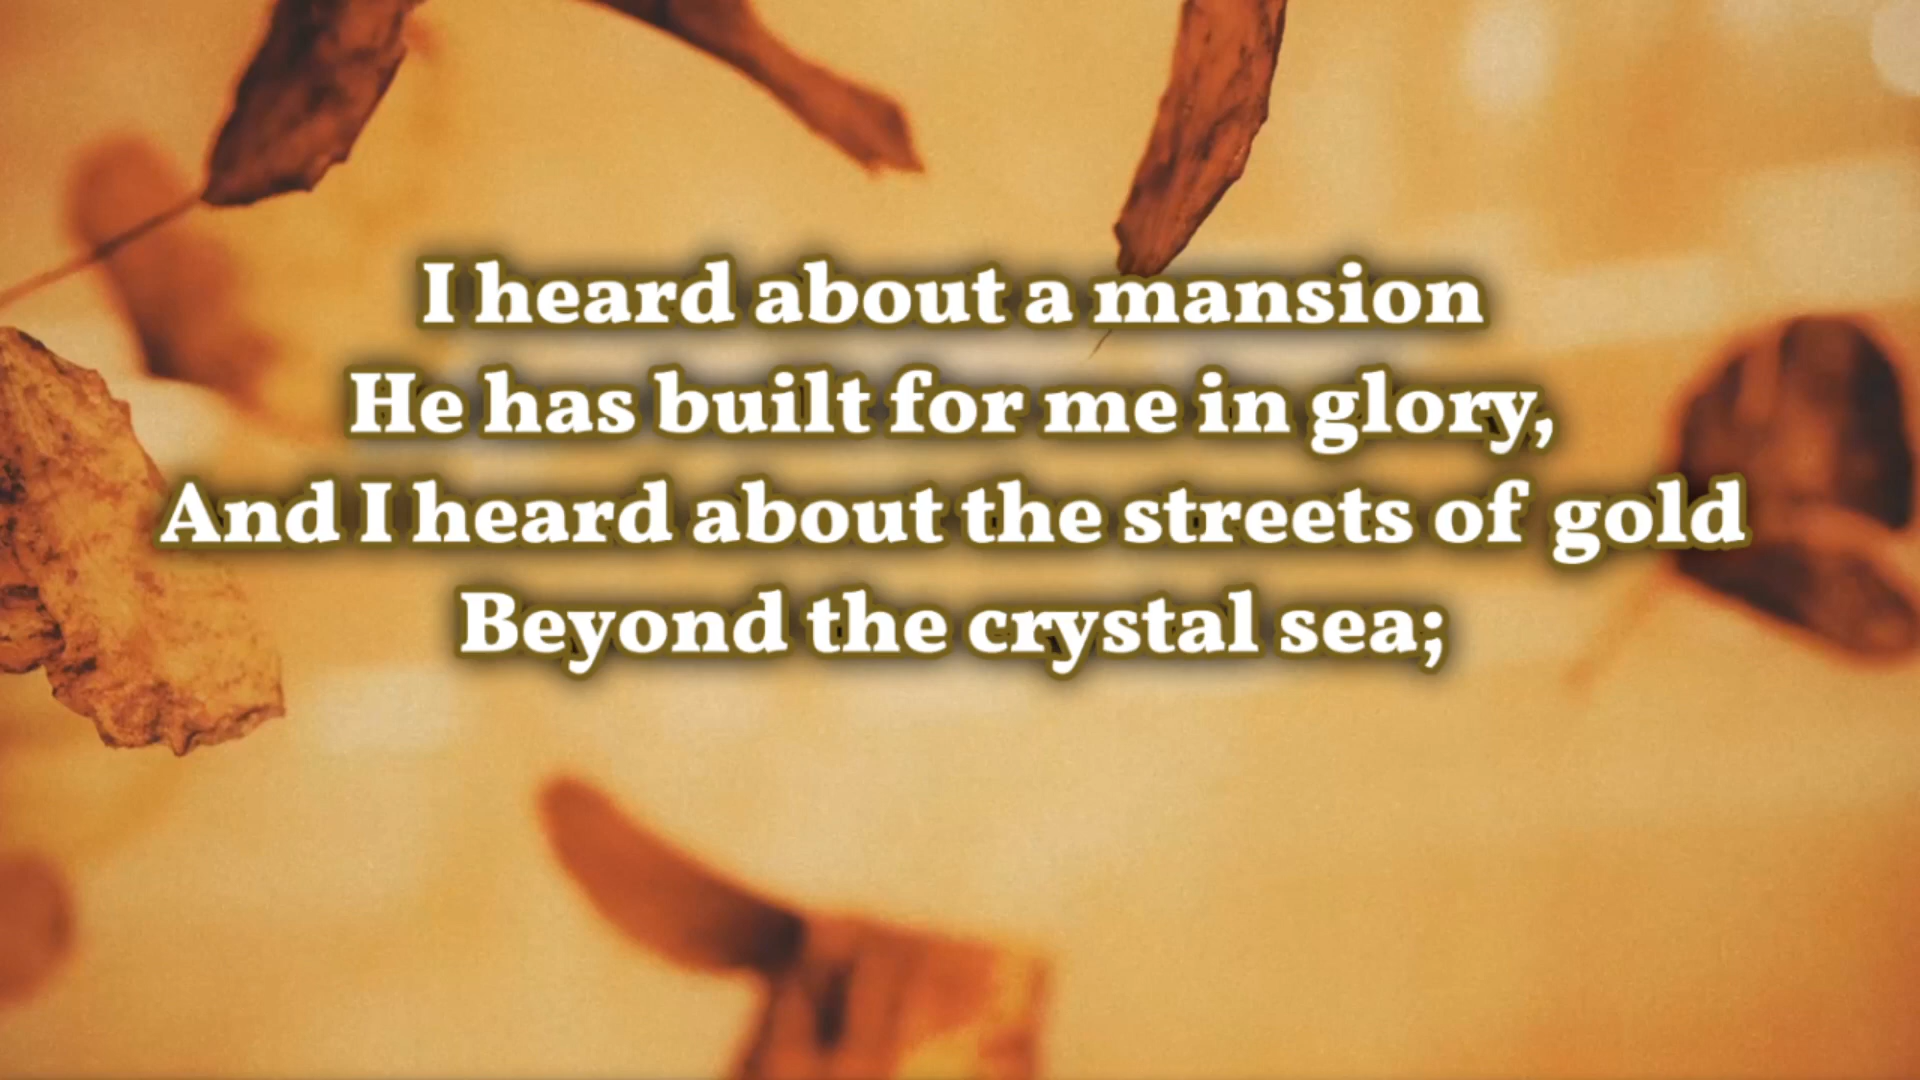 I heard about a mansion
He has built for me in glory,
And I heard about the streets of gold
Beyond the crystal sea;